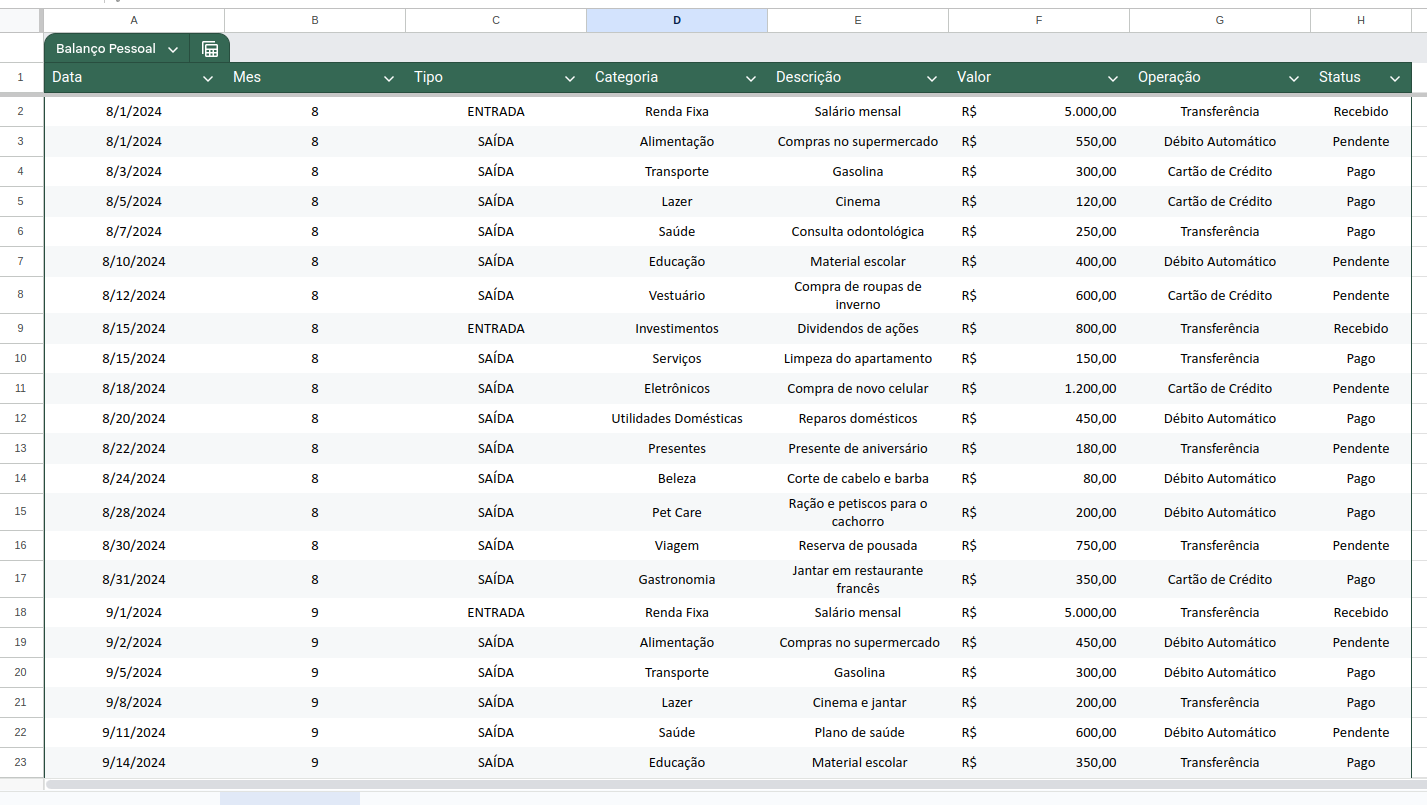 A B C D E F G H
Balanço Pessoal
1 Data Mes Tipo Categoria Descrição Valor Operação Status
2 8/1/2024 8 ENTRADA Renda Fixa Salário mensal R$ 5.000,00 Transferência Recebido
3 8/1/2024 8 SAÍDA Alimentação Compras no supermercado R$ 550,00 Débito Automático Pendente
4 8/3/2024 8 SAÍDA Transporte Gasolina R$ 300,00 Cartão de Crédito Pago
5 8/5/2024 8 SAÍDA Lazer Cinema R$ 120,00 Cartão de Crédito Pago
6 8/7/2024 8 SAÍDA Saúde Consulta odontológica R$ 250,00 Transferência Pago
7 8/10/2024 8 SAÍDA Educação Material escolar R$ 400,00 Débito Automático Pendente
8 8/12/2024 8 SAÍDA Vestuário Compra de roupas de inverno R$ 600,00 Cartão de Crédito Pendente
9 8/15/2024 8 ENTRADA Investimentos Dividendos de ações R$ 800,00 Transferência Recebido
10 8/15/2024 8 SAÍDA Serviços Limpeza do apartamento R$ 150,00 Transferência Pago
11 8/18/2024 8 SAÍDA Eletrônicos Compra de novo celular R$ 1.200,00 Cartão de Crédito Pendente
12 8/20/2024 8 SAÍDA Utilidades Domésticas Reparos domésticos R$ 450,00 Débito Automático Pago
13 8/22/2024 8 SAÍDA Presentes Presente de aniversário R$ 180,00 Transferência Pendente
14 8/24/2024 8 SAÍDA Beleza Corte de cabelo e barba R$ 80,00 Débito Automático Pago
15 8/28/2024 8 SAÍDA Pet Care Ração e petiscos para o cachorro R$ 200,00 Débito Automático Pago
16 8/30/2024 8 SAÍDA Viagem Reserva de pousada R$ 750,00 Transferência Pendente
17 8/31/2024 8 SAÍDA Gastronomia Jantar em restaurante francês R$ 350,00 Cartão de Crédito Pago
18 9/1/2024 9 ENTRADA Renda Fixa Salário mensal R$ 5.000,00 Transferência Recebido
19 9/2/2024 9 SAÍDA Alimentação Compras no supermercado R$ 450,00 Débito Automático Pendente
20 9/5/2024 9 SAÍDA Transporte Gasolina R$ 300,00 Débito Automático Pago
21 9/8/2024 9 SAÍDA Lazer Cinema e jantar R$ 200,00 Transferência Pago
22 9/11/2024 9 SAÍDA Saúde Plano de saúde R$ 600,00 Débito Automático Pendente
23 9/14/2024 9 SAÍDA Educação Material escolar R$ 350,00 Transferência Pago